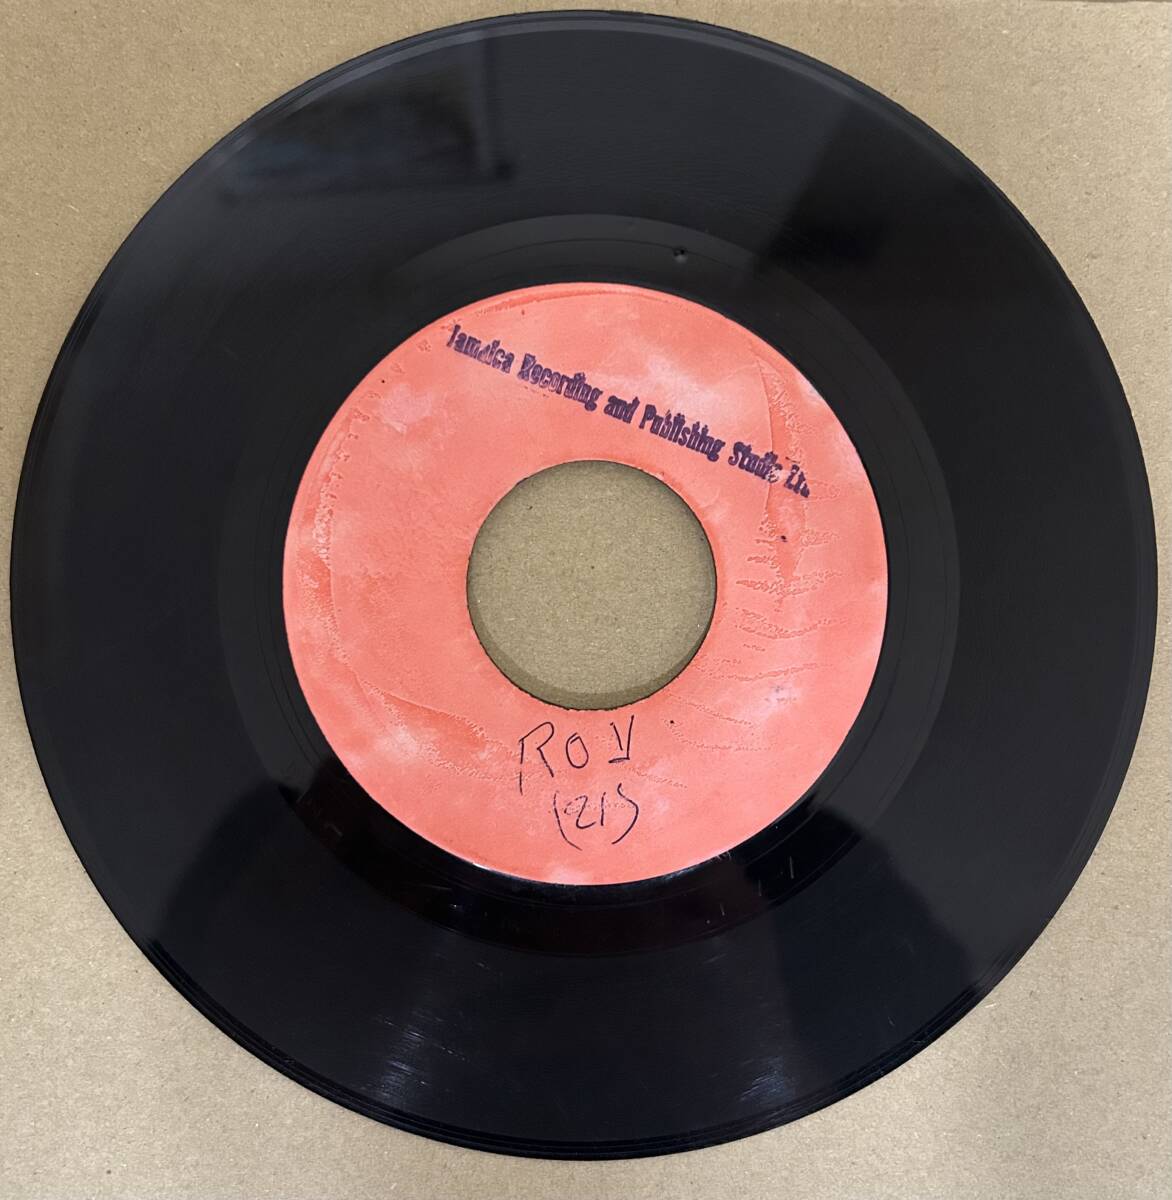 Jamaica Recording and Publishing Studio Ltd.
ROY
(21)